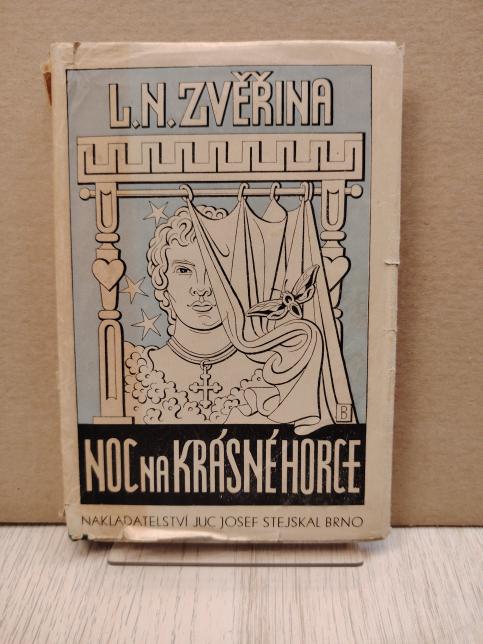 L.N.ZVĚŘINA
B
NOC NA KRÁSNÉ HORCE
NAKLADATELSTVÍ JUC JOSEF STEJSKAL BRNO